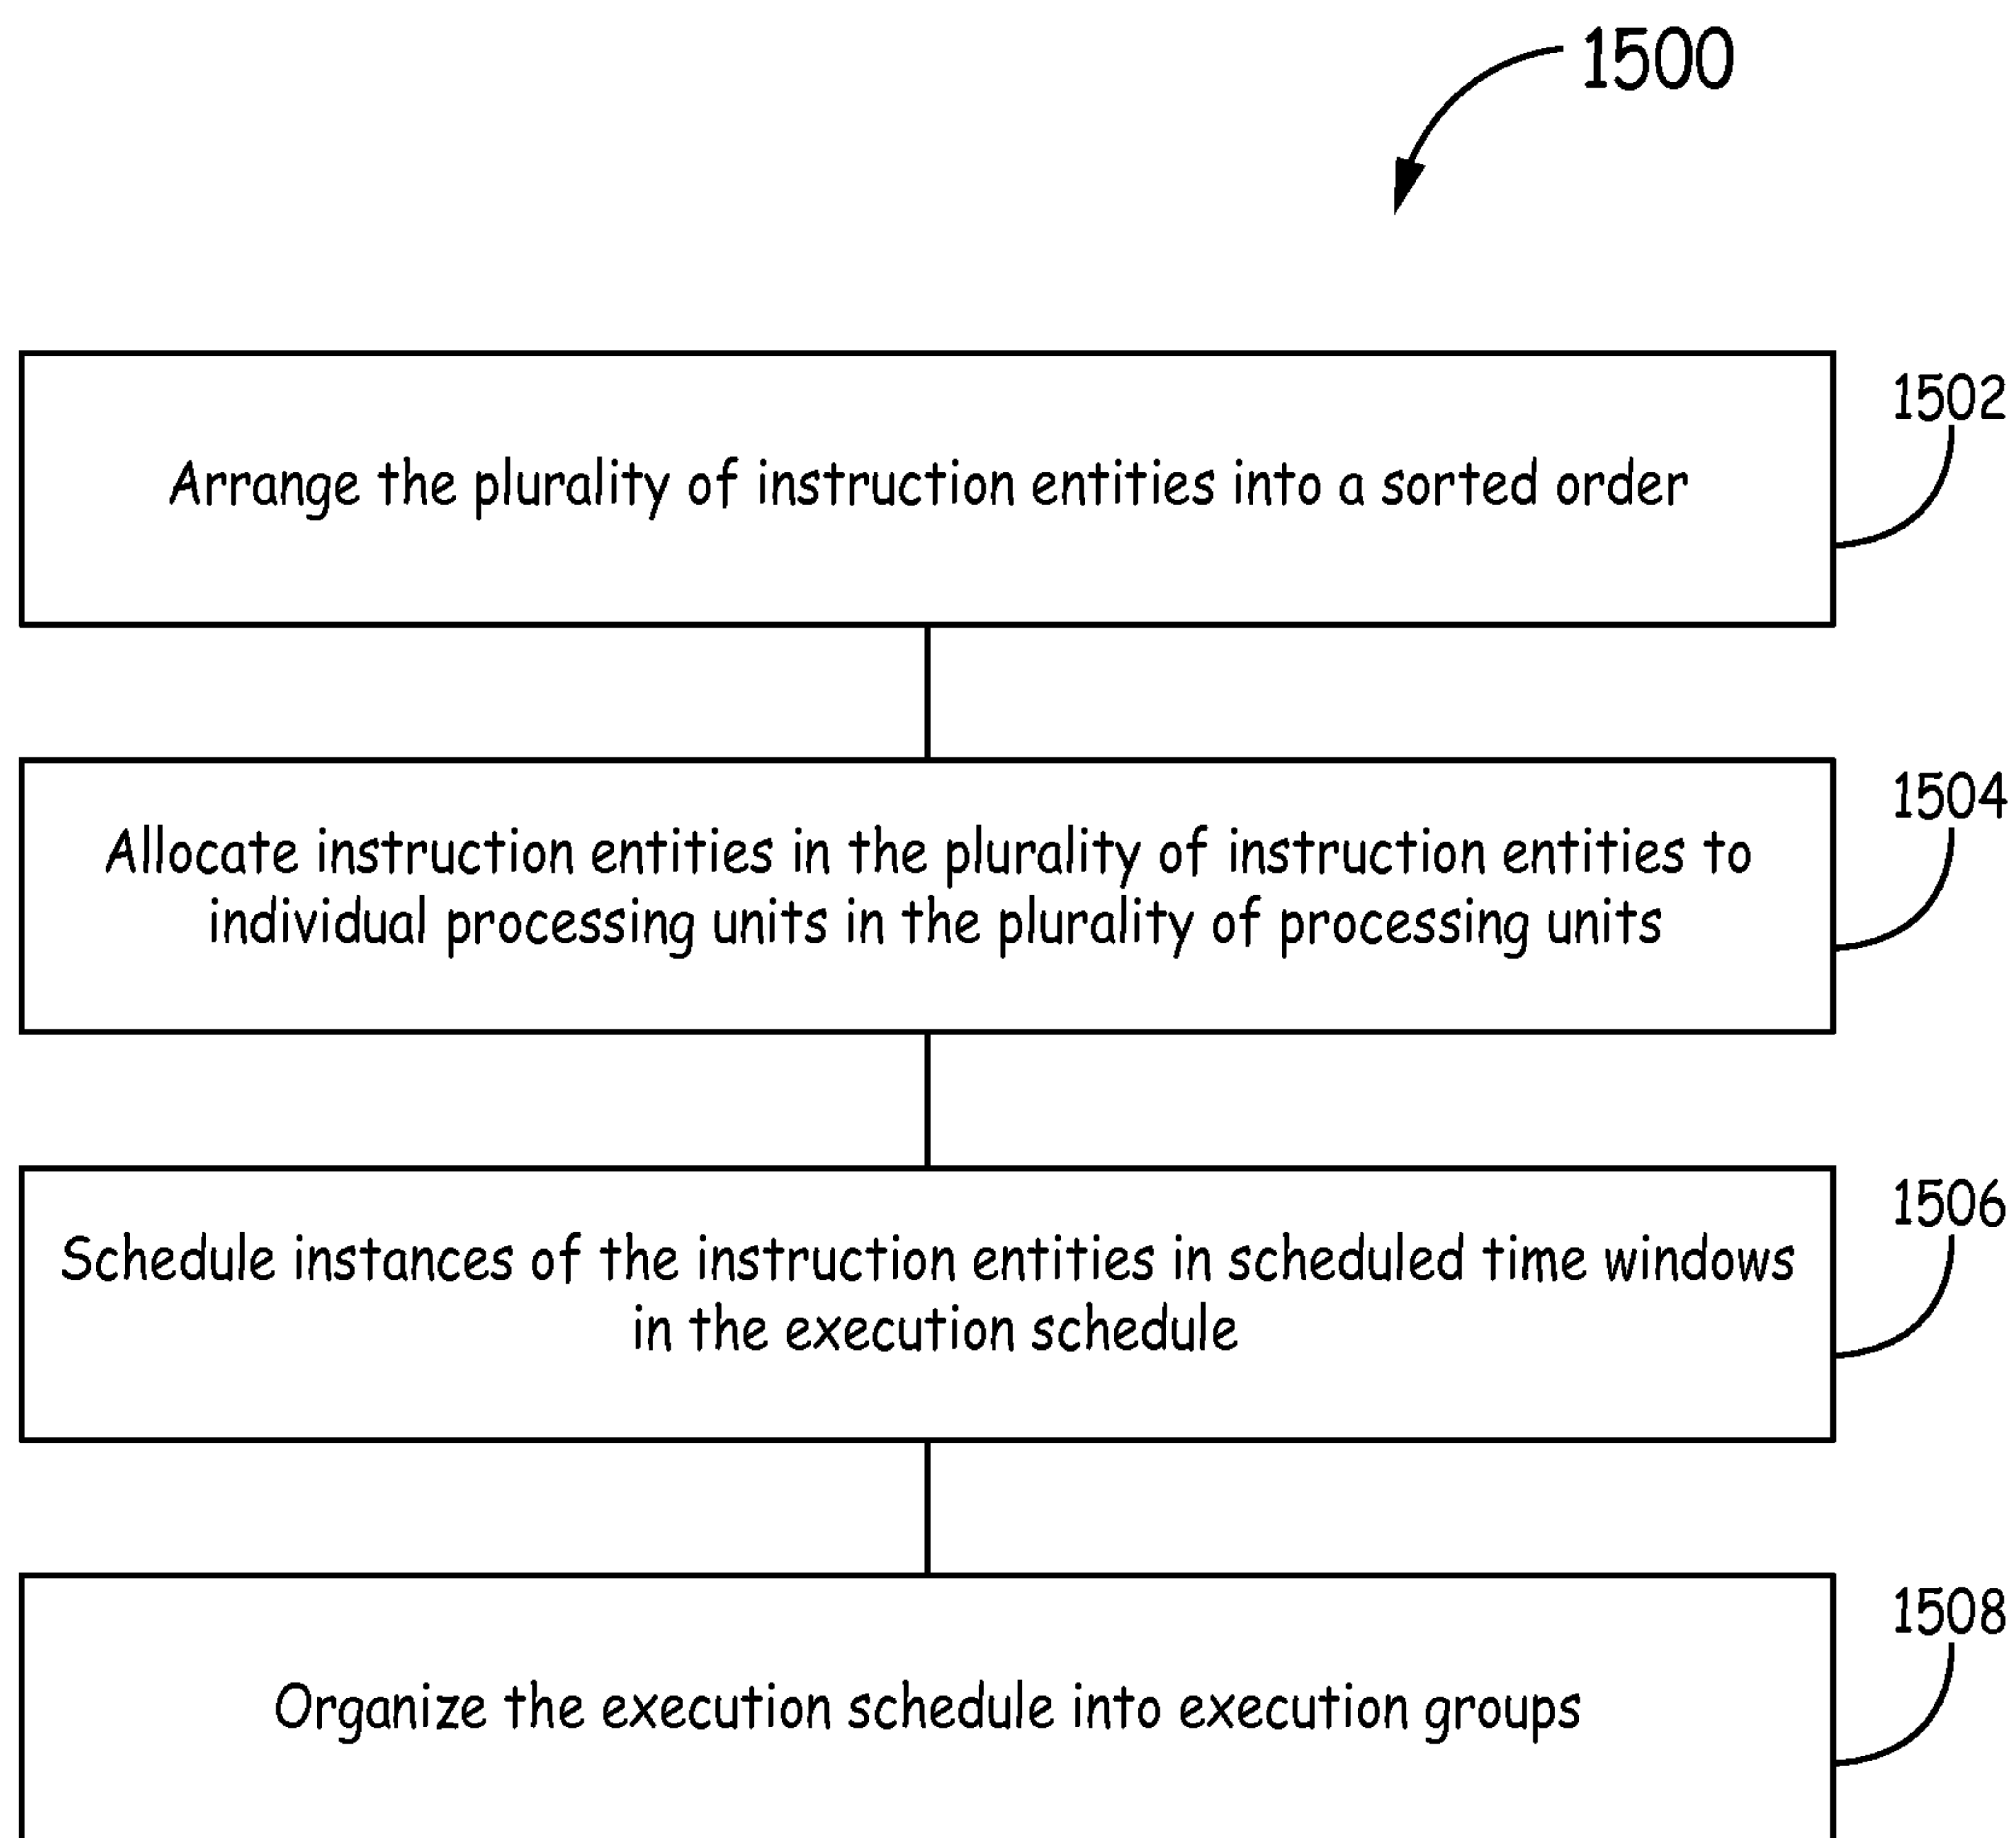 1500
1502
Arrange the plurality of instruction entities into a sorted order
1504
Allocate instruction entities in the plurality of instruction entities to
individual processing units in the plurality of processing units
1506
Schedule instances of the instruction entities in scheduled time windows
in the execution schedule
1508
Organize the execution schedule into execution groups